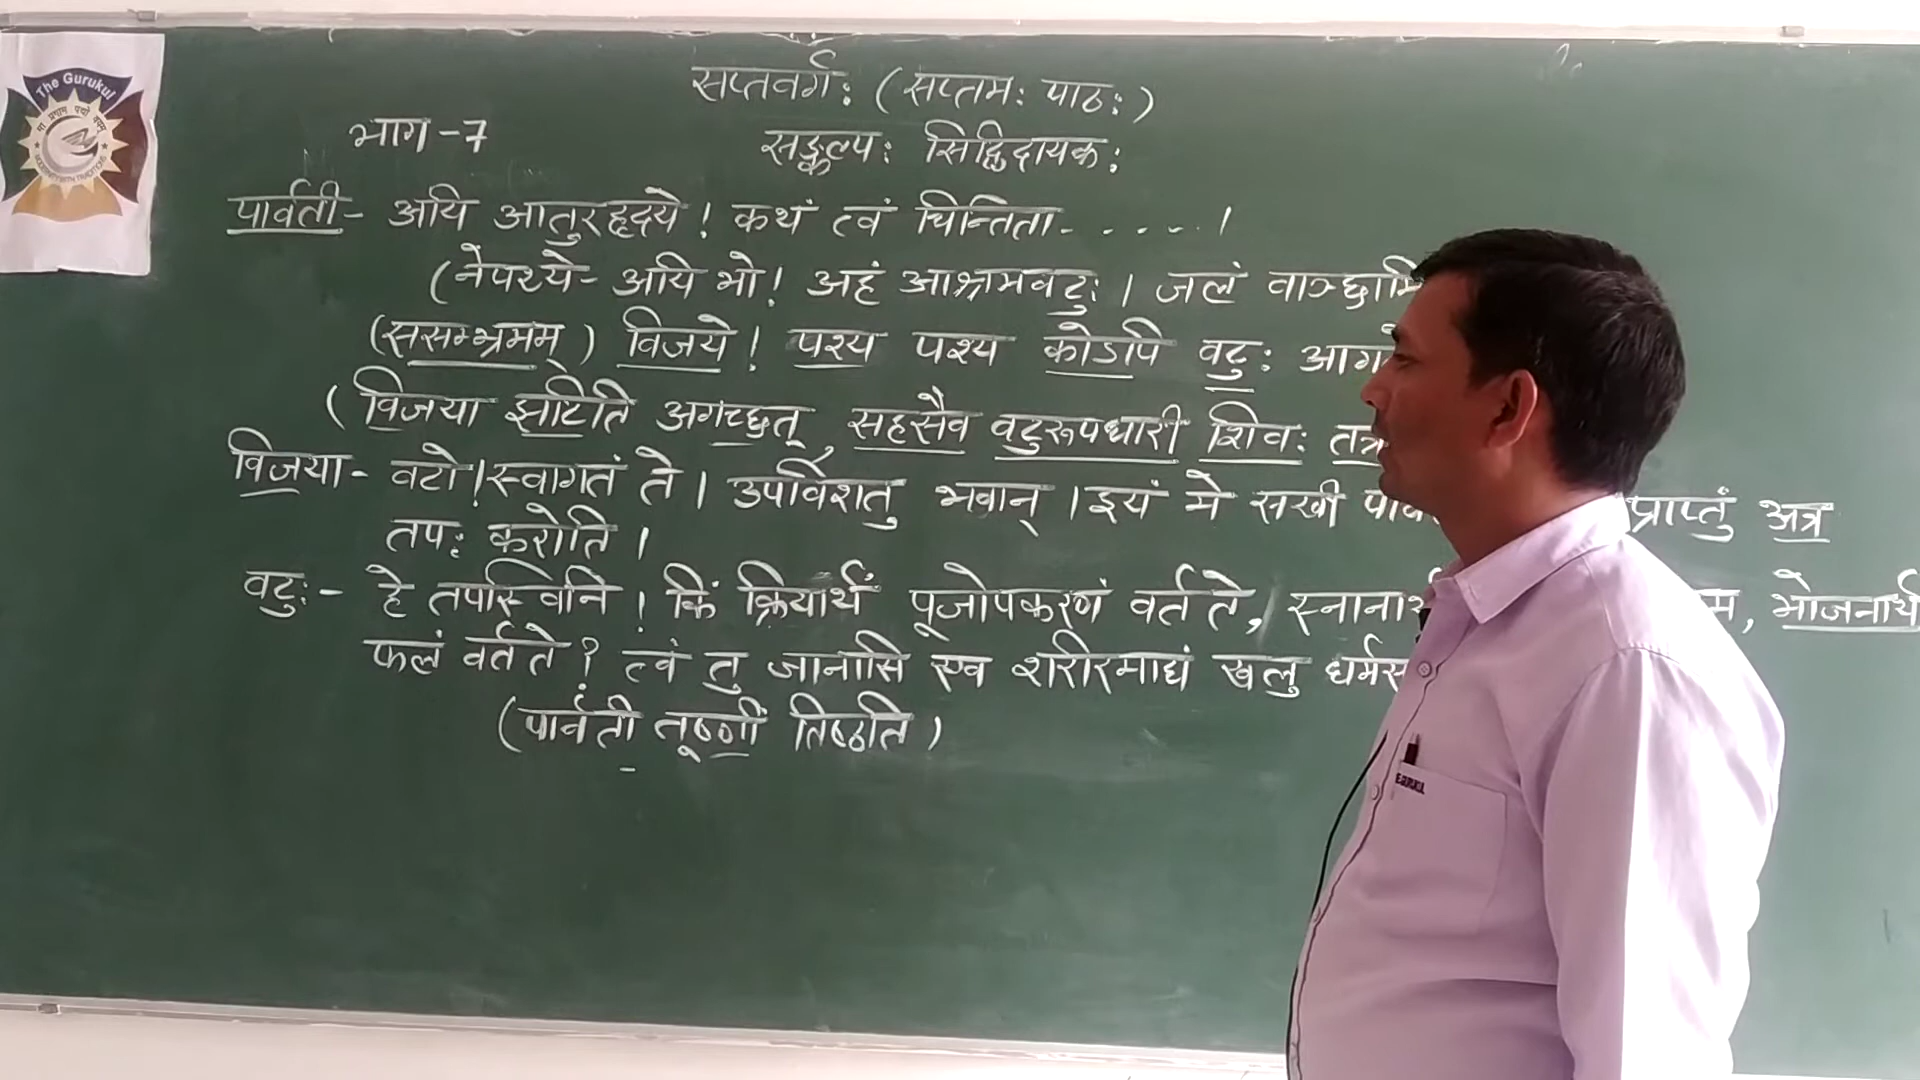 The Gurukul
सप्तवर्गः (सप्तमः पाठः)
भाग-7
सङ्कल्पः सिद्धिदायकः
पार्वती- अयि आतुरहृदये! कथं त्वं चिन्तिता......।
(नेपथ्ये- अयि भो! अहं आश्रमवटुः। जलं वाञ्छामि
(ससम्भ्रमम्) विजये! पश्य पश्य कोऽपि वटुः
(विजया झटिति अगच्छत्, सहसैव वटुरूपधारी शिवः तत्र
विजया- वटो! स्वागतं ते। उपविशतु भवान्। इयं मे सखी प्राप्तुं अत्र
तपः करोति।
वटुः- हे तपस्विनि! किं क्रियार्थं पूजोपकरणं वर्तते, भोजनार्थं
फलं वर्तते? त्वं तु जानासि एव शरीरमाद्यं खलु
(पार्वती तूष्णीं तिष्ठति)